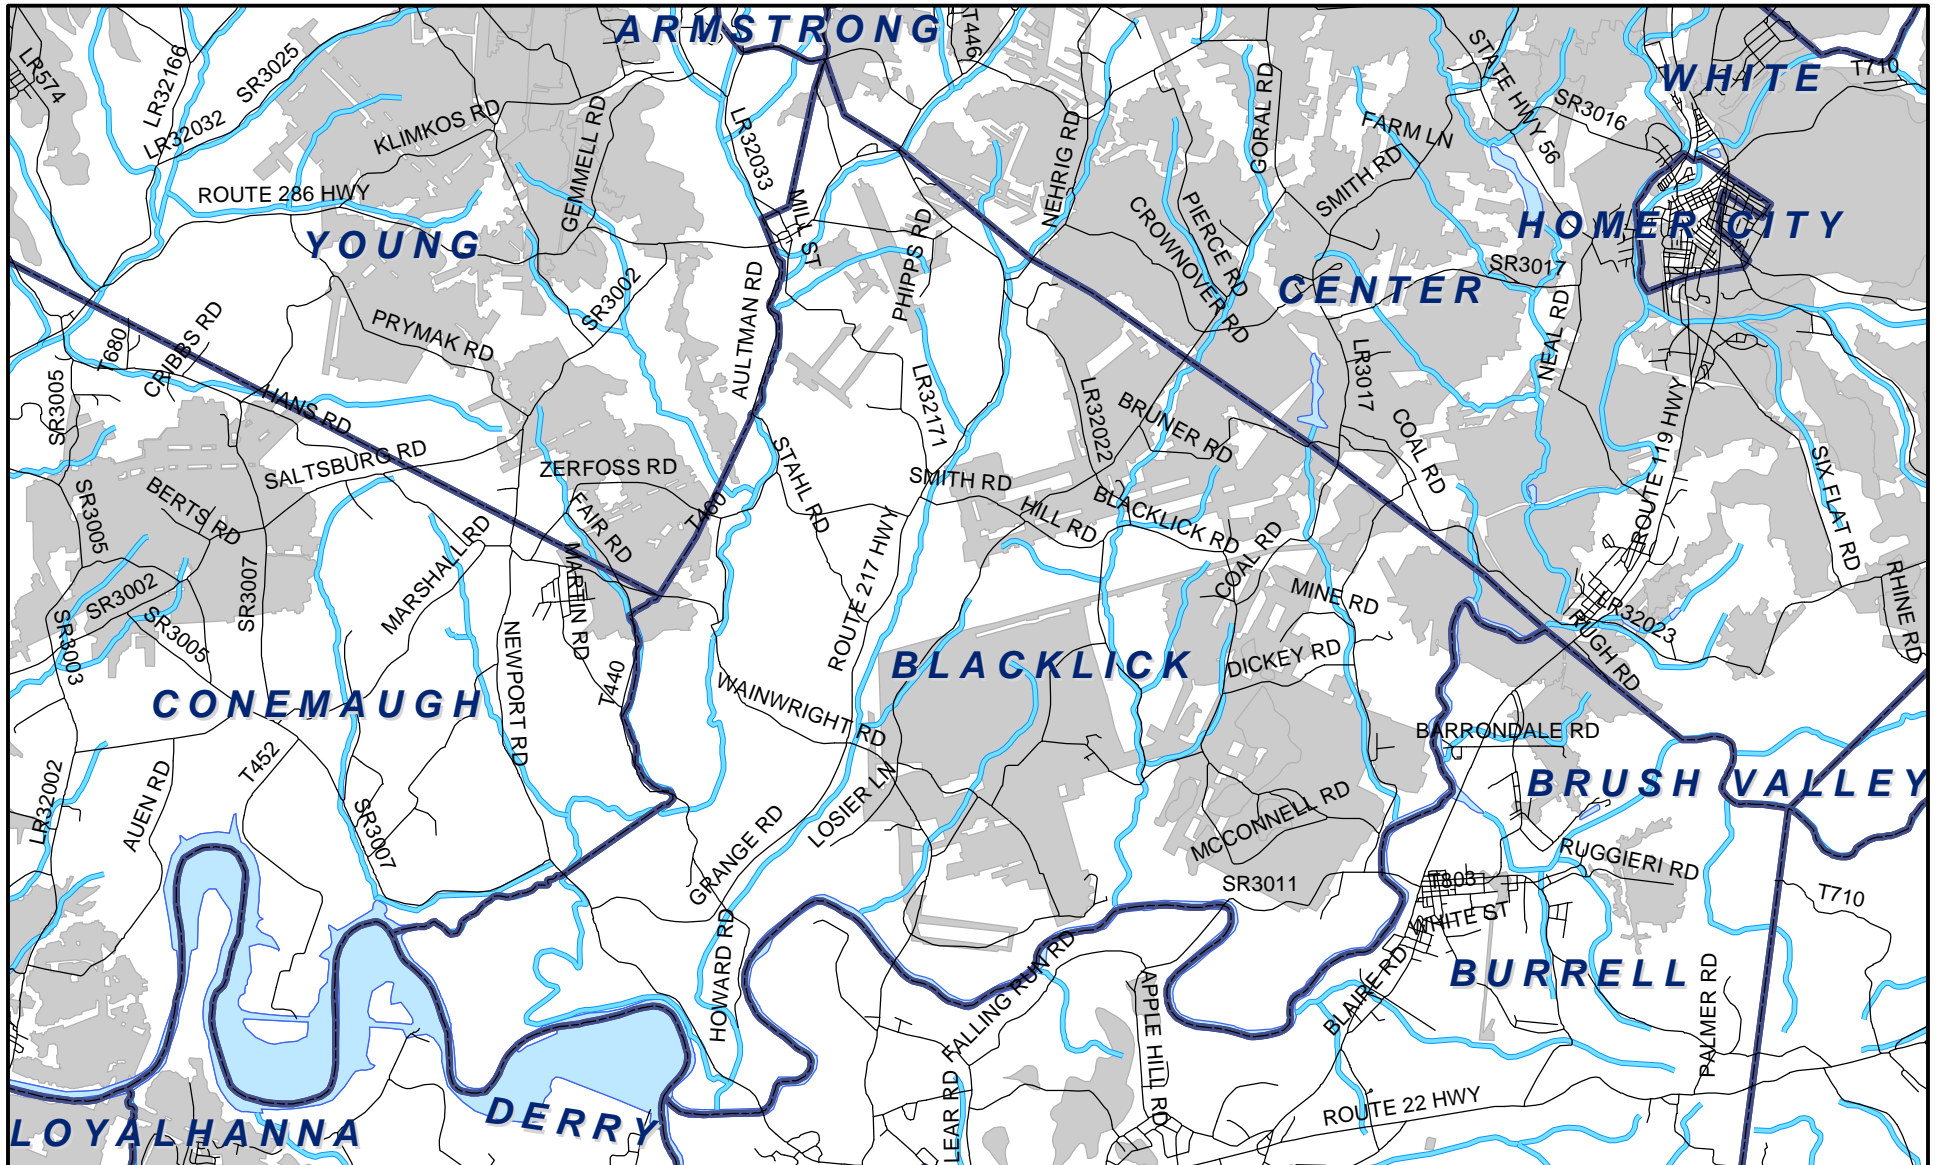 ARMSTRONG
T446
LR574
LR32166
SR3025
STATE HWY 56
WHITE
T710
LR32032
KLIMKOS RD
GEMMELL RD
LR32033
NEHRIG RD
GORAL RD
FARM LN
SR3016
ROUTE 286 HWY
SMITH RD
YOUNG
MILL ST
PHIPPS RD
CROWNOVER RD
PIERCE RD
HOMER CITY
SR3017
CENTER
SR3002
AULTMAN RD
PRYMAK RD
T680
CRIBBS RD
NEAL RD
LR3017
SR3005
HANS RD
LR32171
LR32022
BRUNER RD
COAL RD
ROUTE 119 HWY
SIX FLAT RD
SALTSBURG RD
ZERFOSS RD
STAHL RD
SMITH RD
HILL RD
BLACKLICK RD
SR3005
BERTS RD
FAIR RD
T460
MARSHALL RD
ROUTE 217 HWY
COAL RD
MINE RD
SR3002
SR3007
MARTIN RD
LR32023
RUGH RD
RHINE RD
SR3003
SR3005
NEWPORT RD
T440
BLACKLICK
DICKEY RD
CONEMAUGH
WAINWRIGHT RD
BARRONDALE RD
T452
AUEN RD
LR32002
SR3007
LOSIER LN
GRANGE RD
BRUSH VALLEY
MCCONNELL RD
RUGGIERI RD
SR3011
T803
WHITE ST
T710
HOWARD RD
FALLING RUN RD
APPLE HILL RD
BLAIRE RD
BURRELL
PALMER RD
LEAR RD
ROUTE 22 HWY
LOYALHANNA
DERRY